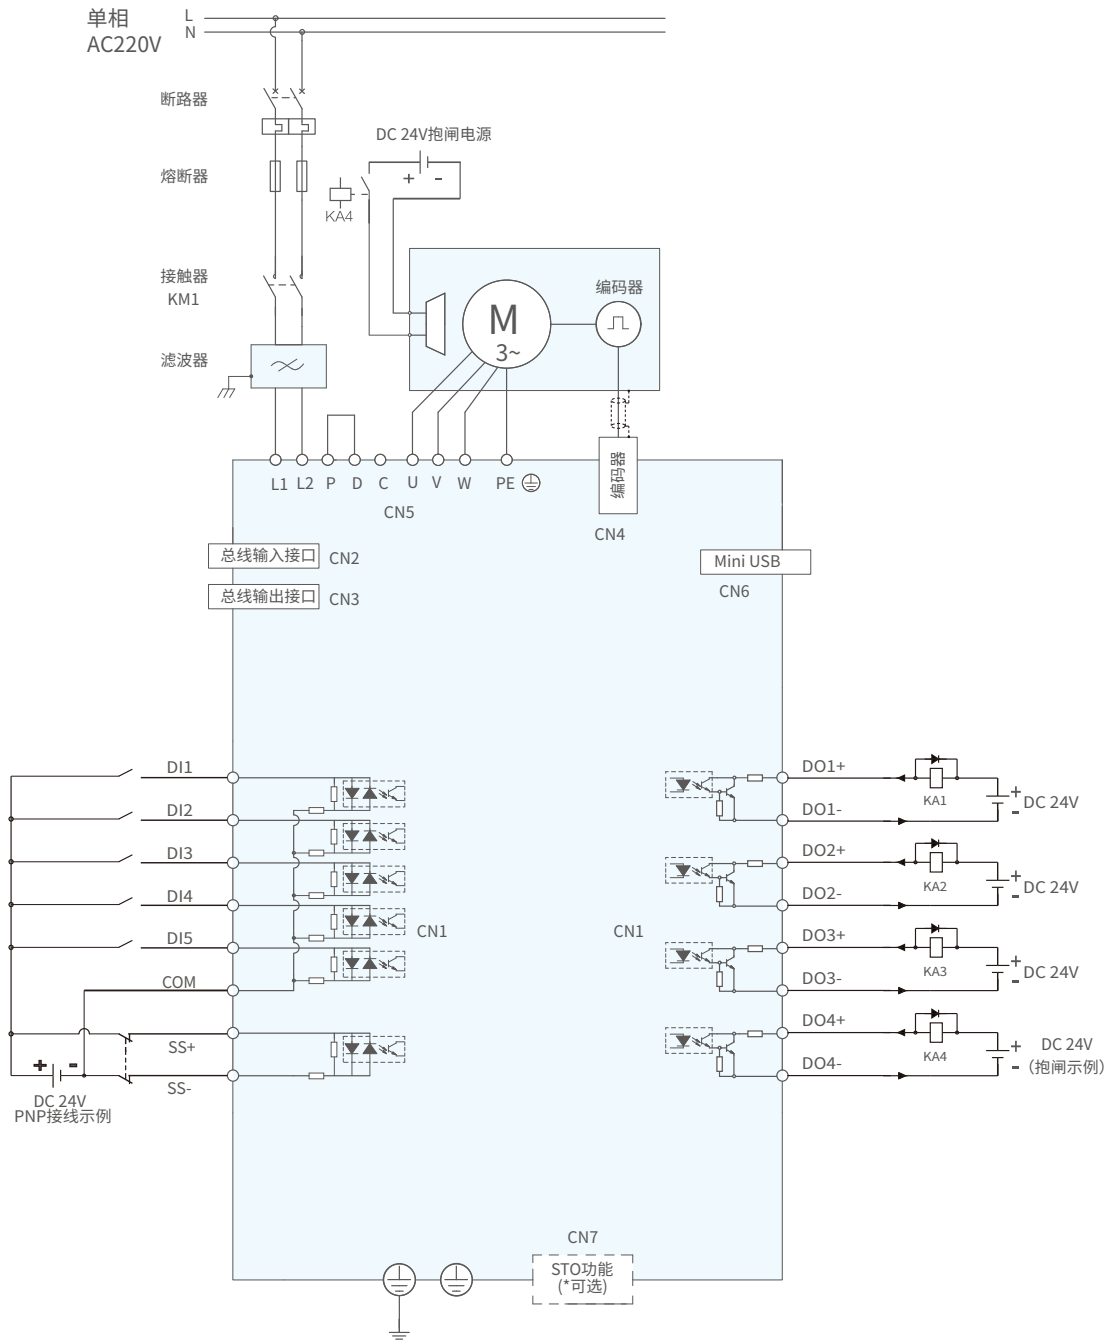 单相
AC220V
L
N
断路器
熔断器
接触器
KM1
滤波器
DC 24V抱闸电源
+ -
KA4
M
3~
编码器
L1 L2 P D C U V W PE
CN5
编码器
CN4
总线输入接口 CN2
总线输出接口 CN3
Mini USB
CN6
DI1
DI2
DI3
DI4
DI5
COM
SS+
SS-
+ -
DC 24V
PNP接线示例
CN1
CN1
DO1+
DO1-
KA1
+
-
DC 24V
DO2+
DO2-
KA2
+
-
DC 24V
DO3+
DO3-
KA3
+
-
DC 24V
DO4+
DO4-
KA4
+
-
DC 24V
(抱闸示例)
CN7
STO功能
(*可选)